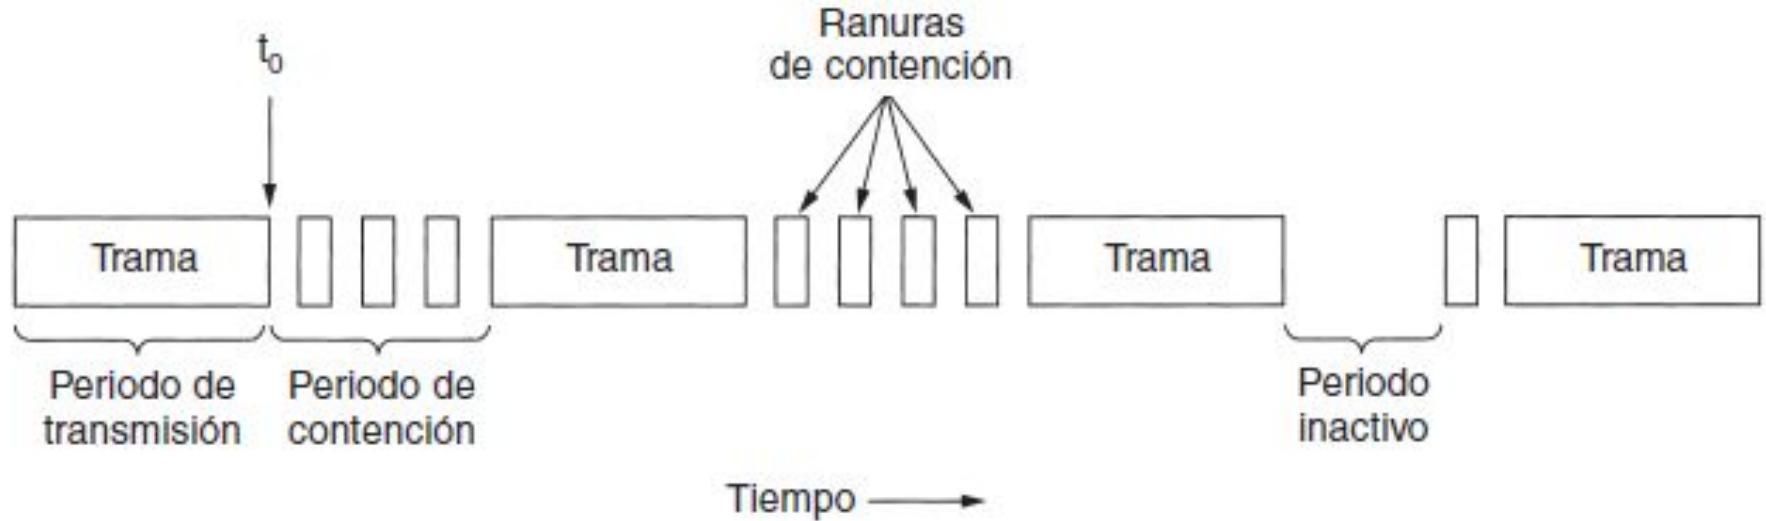 t₀
Ranuras
de contención
Trama
Trama
Trama
Trama
Periodo de
transmisión
Periodo de
contención
Periodo
inactivo
Tiempo